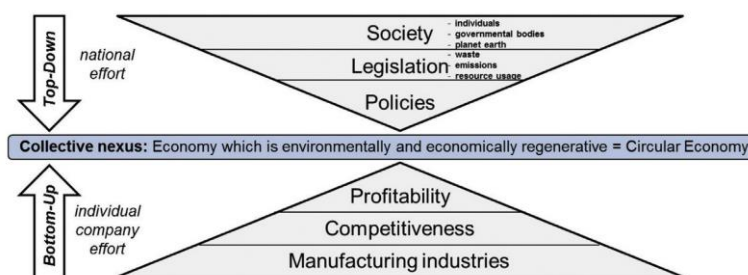 Top-Down
national
effort
Society
- individuals
- governmental bodies
- planet earth
Legislation
- waste
- emissions
- resource usage
Policies
Collective nexus: Economy which is environmentally and economically regenerative = Circular Economy
Bottom-Up
individual
company
effort
Profitability
Competitiveness
Manufacturing industries